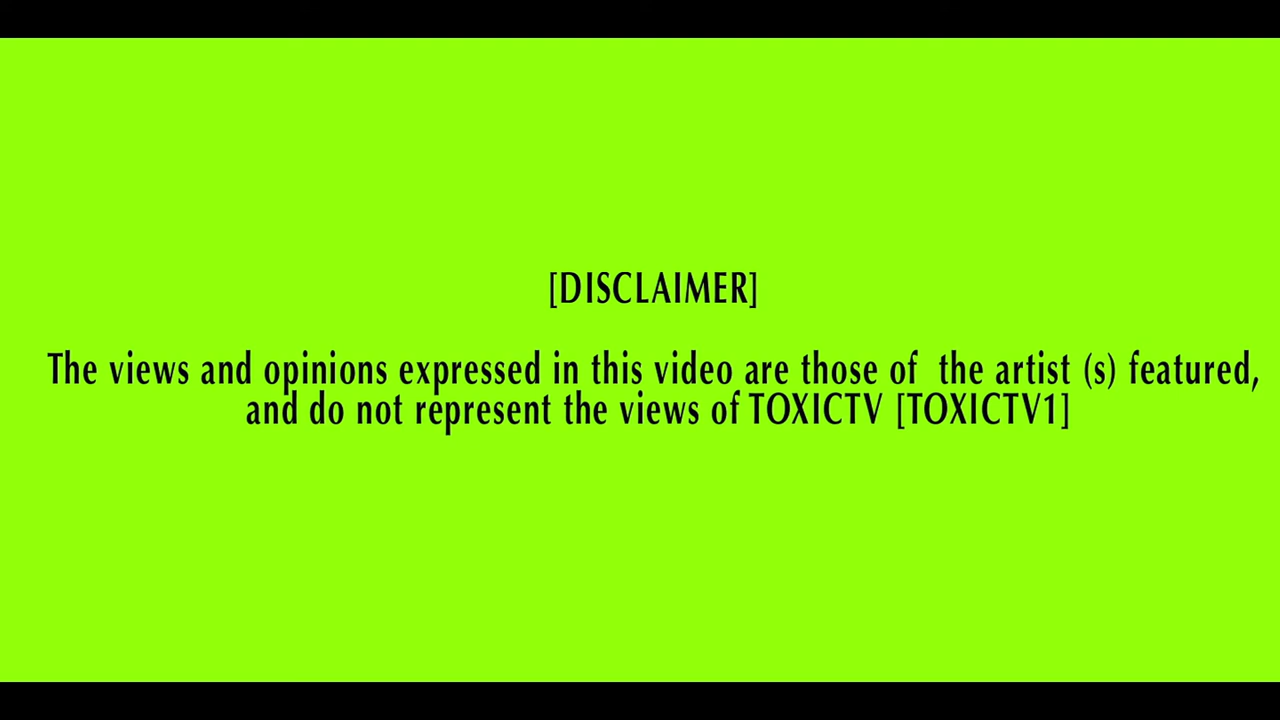 [DISCLAIMER]
The views and opinions expressed in this video are those of  the artist (s) featured,
and do not represent the views of TOXICTV [TOXICTV1]